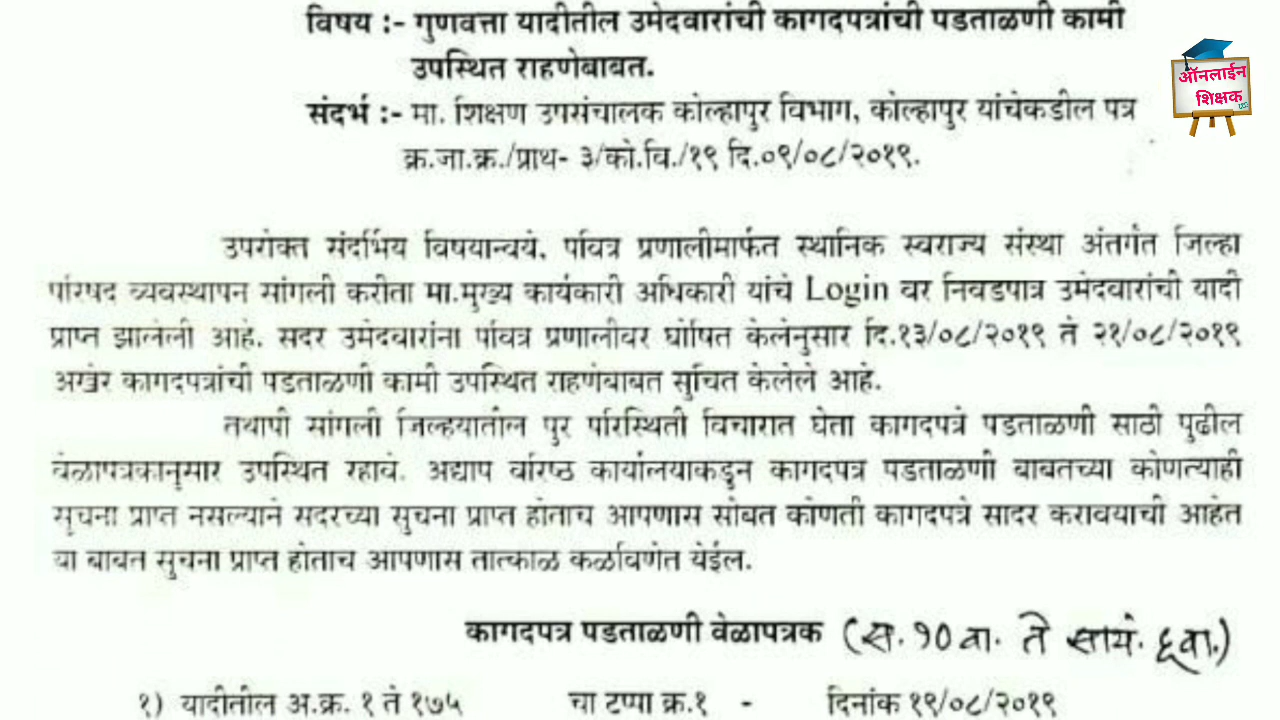 विषय :- गुणवत्ता यादीतील उमेदवारांची कागदपत्रांची पडताळणी कामी
उपस्थित राहणेबाबत.
ऑनलाईन
शिक्षक
संदर्भ :- मा. शिक्षण उपसंचालक कोल्हापुर विभाग, कोल्हापुर यांचेकडील पत्र
क्र.जा.क्र./प्राथ- ३/को.वि./१९ दि.०९/०८/२०१९.
उपरोक्त संदर्भिय विषयान्वये, पवित्र प्रणालीमार्फत स्थानिक स्वराज्य संस्था अंतर्गत जिल्हा
परिषद व्यवस्थापन सांगली करीता मा.मुख्य कार्यकारी अधिकारी यांचे Login वर निवडपात्र उमेदवारांची यादी
प्राप्त झालेली आहे. सदर उमेदवारांना पवित्र प्रणालीवर घोषित केलेनुसार दि.१३/०८/२०१९ ते २१/०८/२०१९
अखेर कागदपत्रांची पडताळणी कामी उपस्थित राहणेबाबत सुचित केलेले आहे.
तथापी सांगली जिल्हयातील पुर परिस्थिती विचारात घेता कागदपत्रे पडताळणी साठी पुढील
वेळापत्रकानुसार उपस्थित रहावे. अद्याप वरिष्ठ कार्यालयाकडुन कागदपत्र पडताळणी बाबतच्या कोणत्याही
सुचना प्राप्त नसल्याने सदरच्या सुचना प्राप्त होताच आपणास सोबत कोणती कागदपत्रे सादर करावयाची आहेत
या बाबत सुचना प्राप्त होताच आपणास तात्काळ कळविणेत येईल.
कागदपत्र पडताळणी वेळापत्रक (स. १० वा. ते सायं. ६ वा.)
१) यादीतील अ.क्र. १ ते १७५ चा टप्पा क्र.१ - दिनांक १९/०८/२०१९